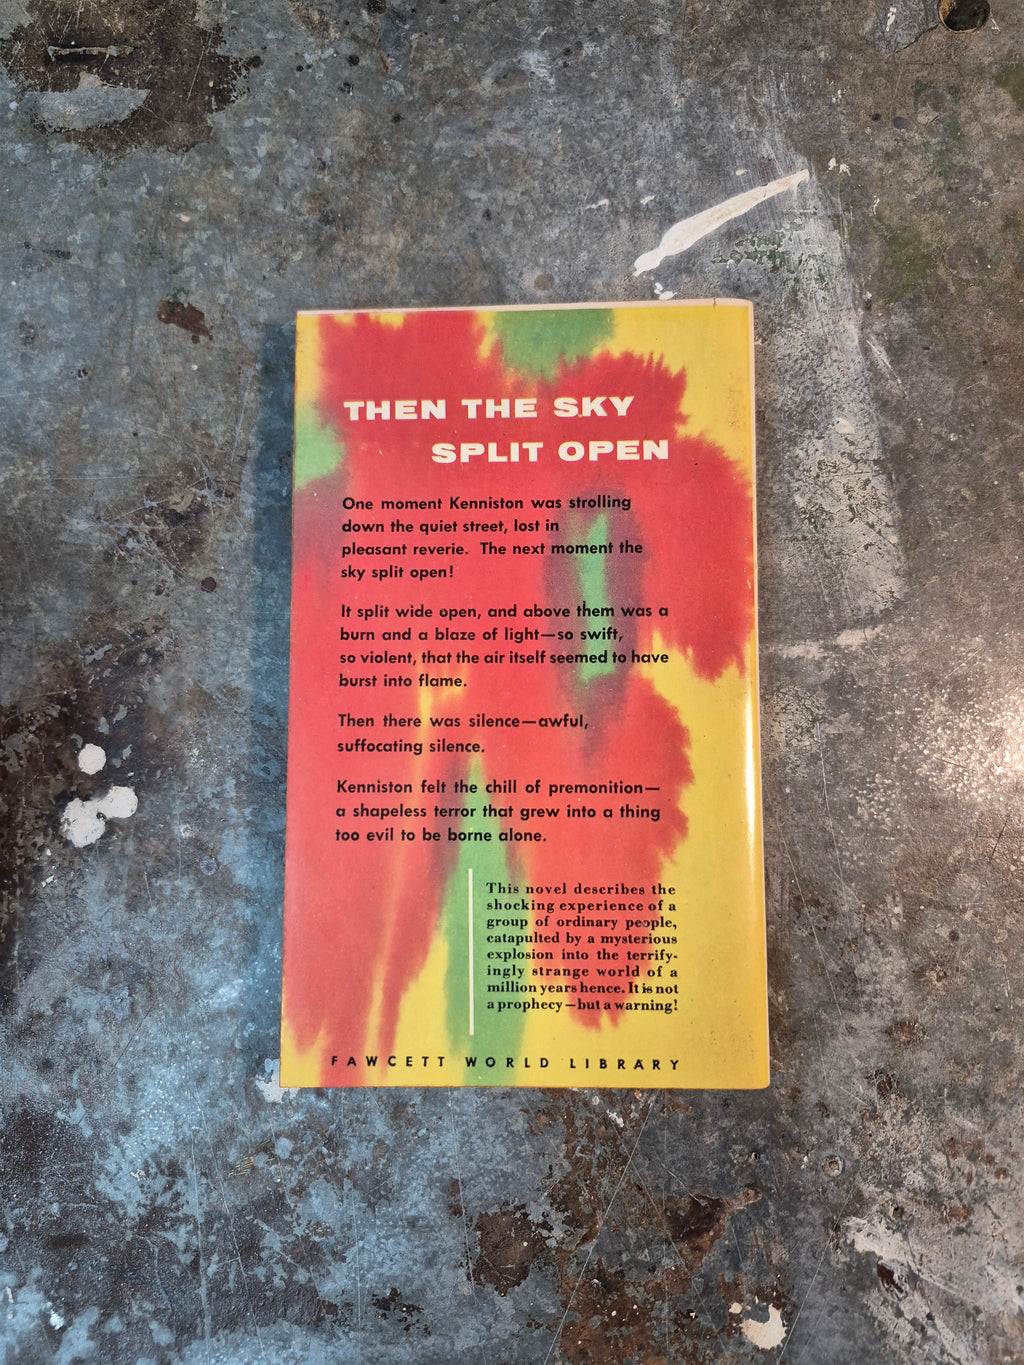 THEN THE SKY
SPLIT OPEN
One moment Kenniston was strolling
down the quiet street, lost in
pleasant reverie. The next moment the
sky split open!
It split wide open, and above them was a
burn and a blaze of light—so swift,
so violent, that the air itself seemed to have
burst into flame.
Then there was silence—awful,
suffocating silence.
Kenniston felt the chill of premonition—
a shapeless terror that grew into a thing
too evil to be borne alone.
This novel describes the
shocking experience of a
group of ordinary people,
catapulted by a mysterious
explosion into the terrify-
ingly strange world of a
million years hence. It is not
a prophecy—but a warning!
FAWCETT WORLD LIBRARY